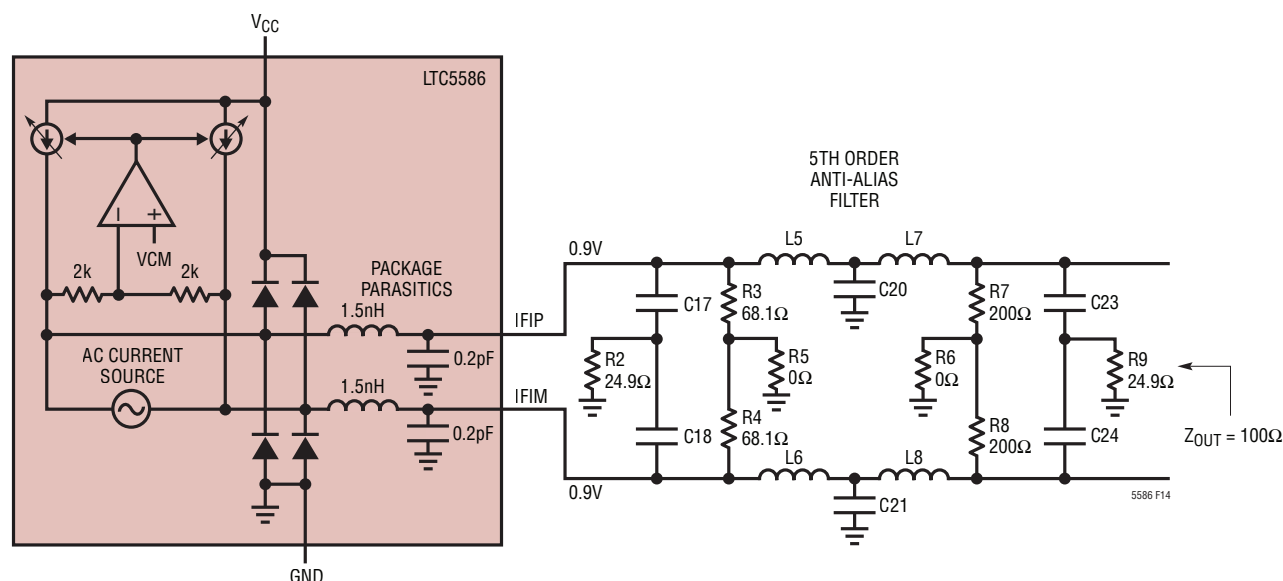 VCC
LTC5586
VCM
2k
2k
AC CURRENT
SOURCE
PACKAGE
PARASITICS
1.5nH
0.2pF
1.5nH
0.2pF
IFIP
IFIM
GND
0.9V
0.9V
5TH ORDER
ANTI-ALIAS
FILTER
C17
R2
24.9Ω
C18
R3
68.1Ω
R5
0Ω
R4
68.1Ω
L5
L7
C20
L6
L8
C21
R7
200Ω
R6
0Ω
R8
200Ω
C23
R9
24.9Ω
C24
ZOUT = 100Ω
5586 F14